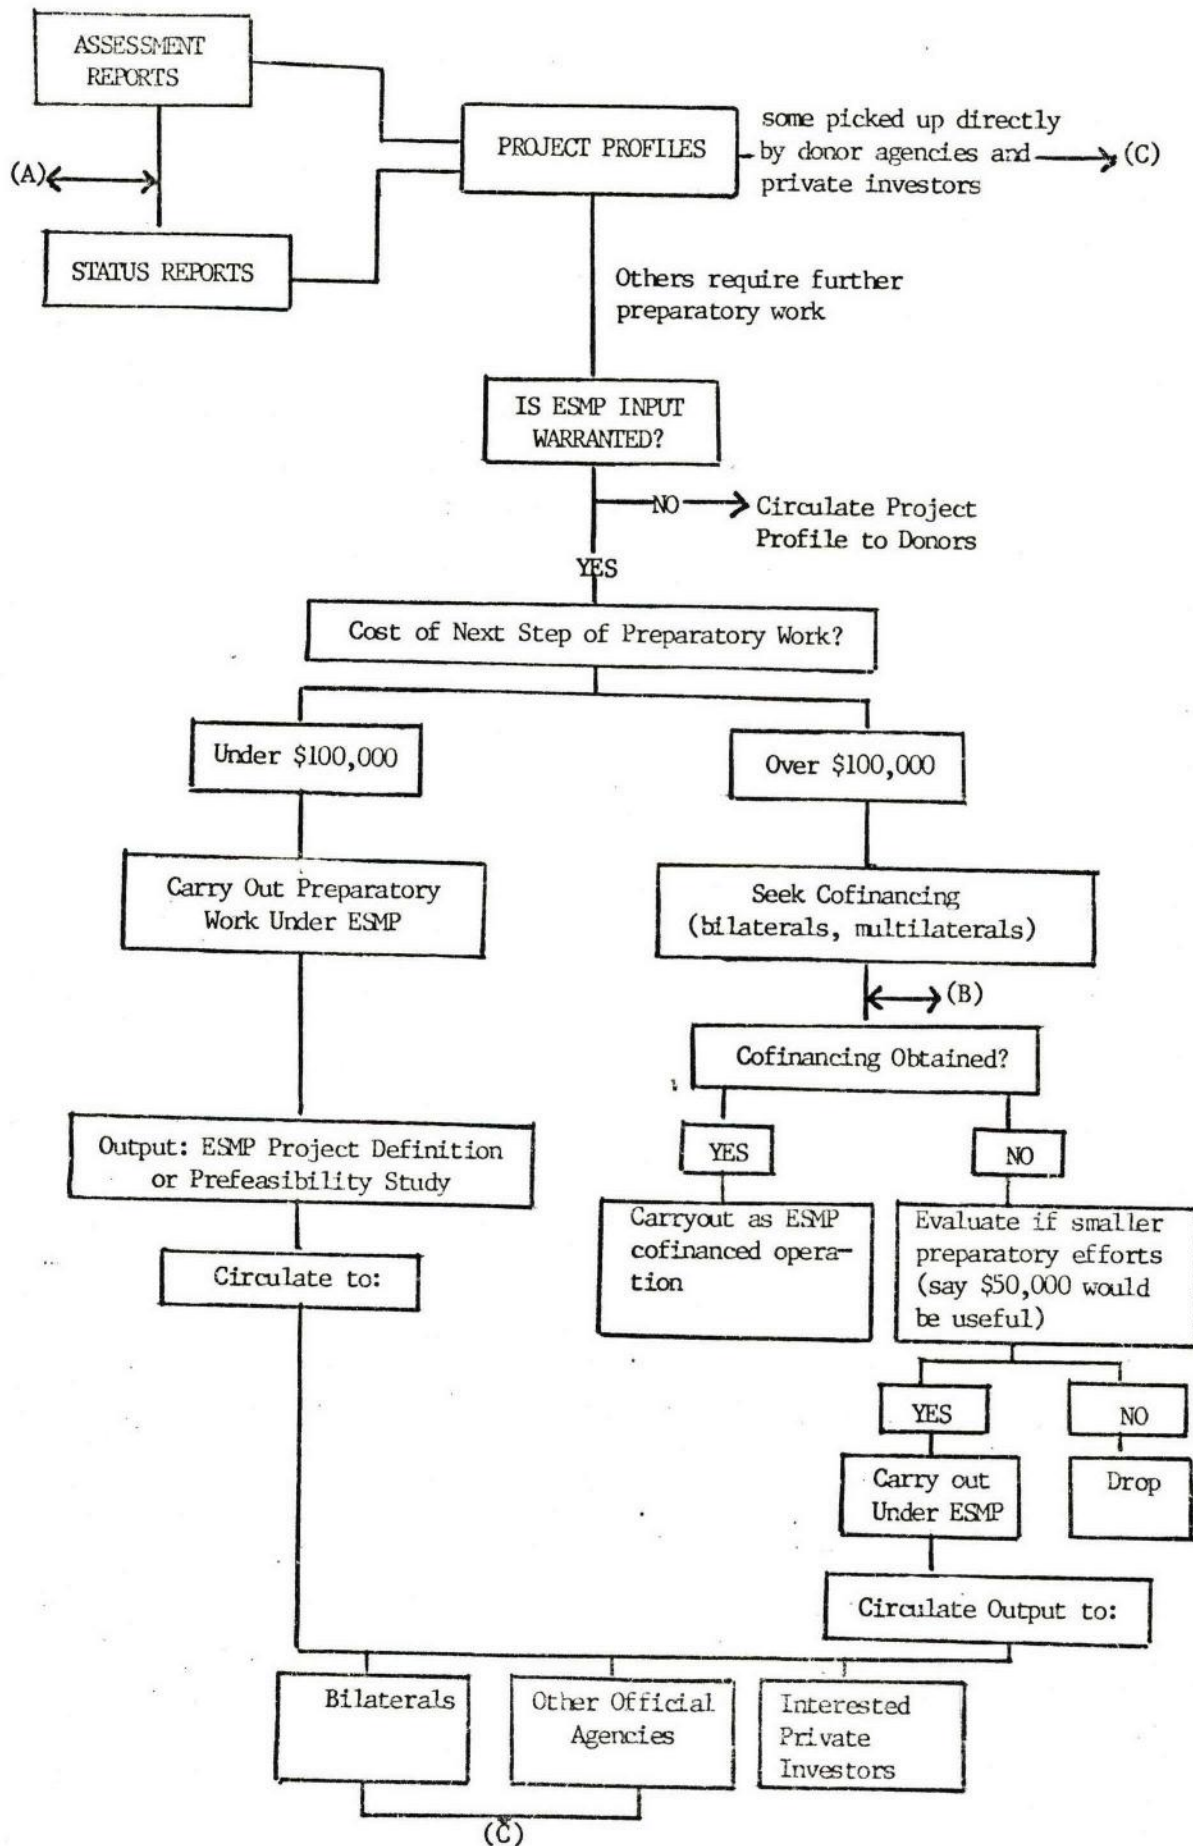 ASSESSMENT
REPORTS
PROJECT PROFILES
some picked up directly
by donor agencies and
private investors
(C)
(A)
STATUS REPORTS
Others require further
preparatory work
IS ESMP INPUT
WARRANTED?
NO
Circulate Project
Profile to Donors
YES
Cost of Next Step of Preparatory Work?
Under $100,000
Over $100,000
Carry Out Preparatory
Work Under ESMP
Seek Cofinancing
(bilaterals, multilaterals)
(B)
Cofinancing Obtained?
YES
NO
Output: ESMP Project Definition
or Prefeasibility Study
Carryout as ESMP
cofinanced opera-
tion
Evaluate if smaller
preparatory efforts
(say $50,000 would
be useful)
Circulate to:
YES
NO
Carry out
Under ESMP
Drop
Circulate Output to:
Bilaterals
Other Official
Agencies
Interested
Private
Investors
(C)